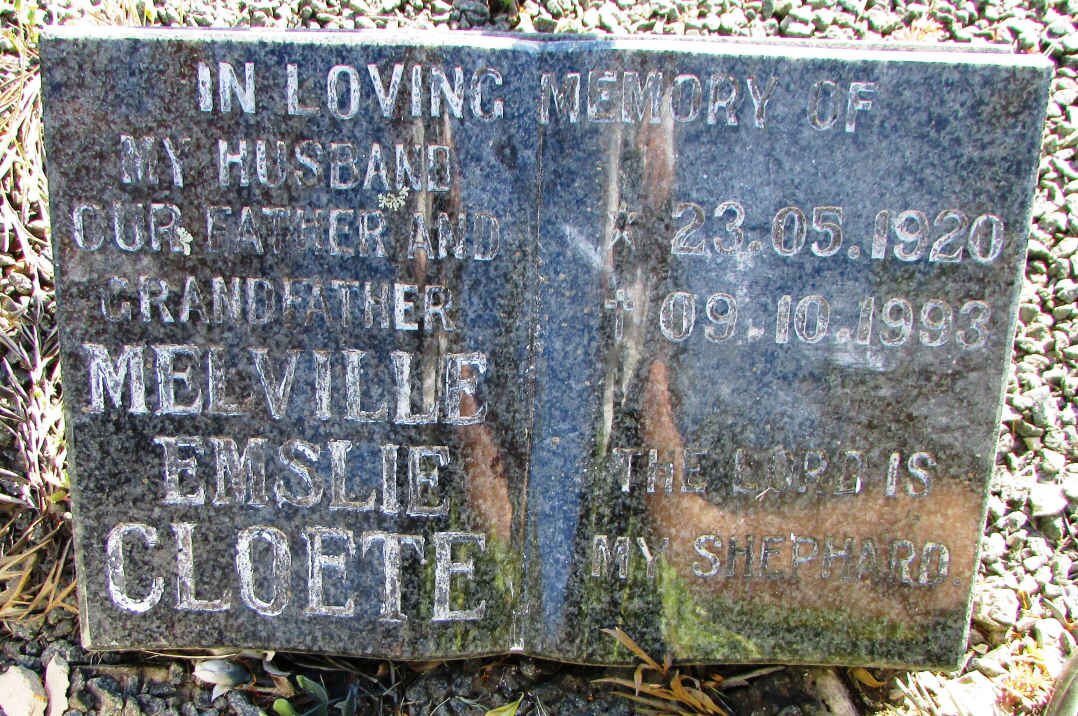 IN LOVING MEMORY OF
MY HUSBAND
OUR FATHER AND
GRANDFATHER
MELVILLE
EMSLIE
CLOETE
* 23.05.1920
† 09.10.1993
THE LORD IS
MY SHEPHARD.